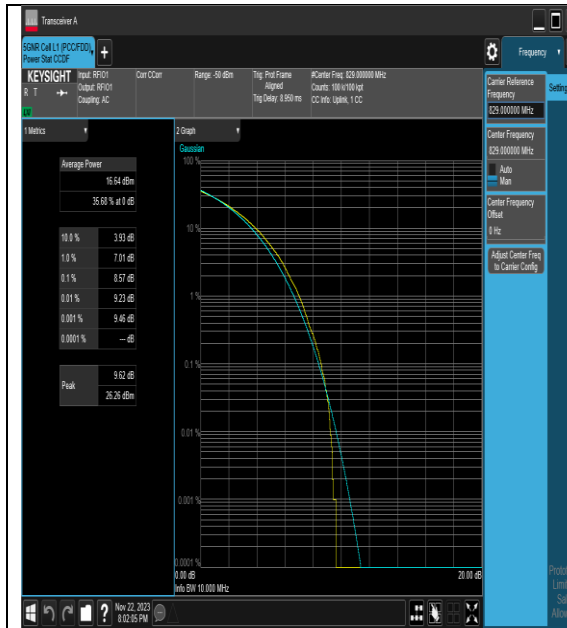 Transceiver A
5GNR Cell L1 (PCC/FDD),
Power Stat CCDF
Frequency
KEYSIGHT
R T
Input: RFIO1
Output: RFIO1
Coupling: AC
Corr CCorr
Range: -50 dBm
Trig: Prot Frame
Aligned
Trig Delay: 8.950 ms
#Center Freq: 829.000000 MHz
Counts: 100 k/100 kpt
CC Info: Uplink, 1 CC
Carrier Reference
Frequency
829.000000 MHz
Setting
Center Frequency
829.000000 MHz
Auto
Man
Center Frequency
Offset
0 Hz
Adjust Center Freq
to Carrier Config
1 Metrics
Average Power
16.64 dBm
35.68 % at 0 dB
10.0 % 3.93 dB
1.0 % 7.01 dB
0.1 % 8.57 dB
0.01 % 9.23 dB
0.001 % 9.46 dB
0.0001 % --- dB
Peak 9.62 dB
26.26 dBm
2 Graph
Gaussian
100 %
10 %
1 %
0.1 %
0.01 %
0.001 %
0.0001 %
0.00 dB 20.00 dB
Info BW 10.000 MHz
Nov 22, 2023
8:02:05 PM
?